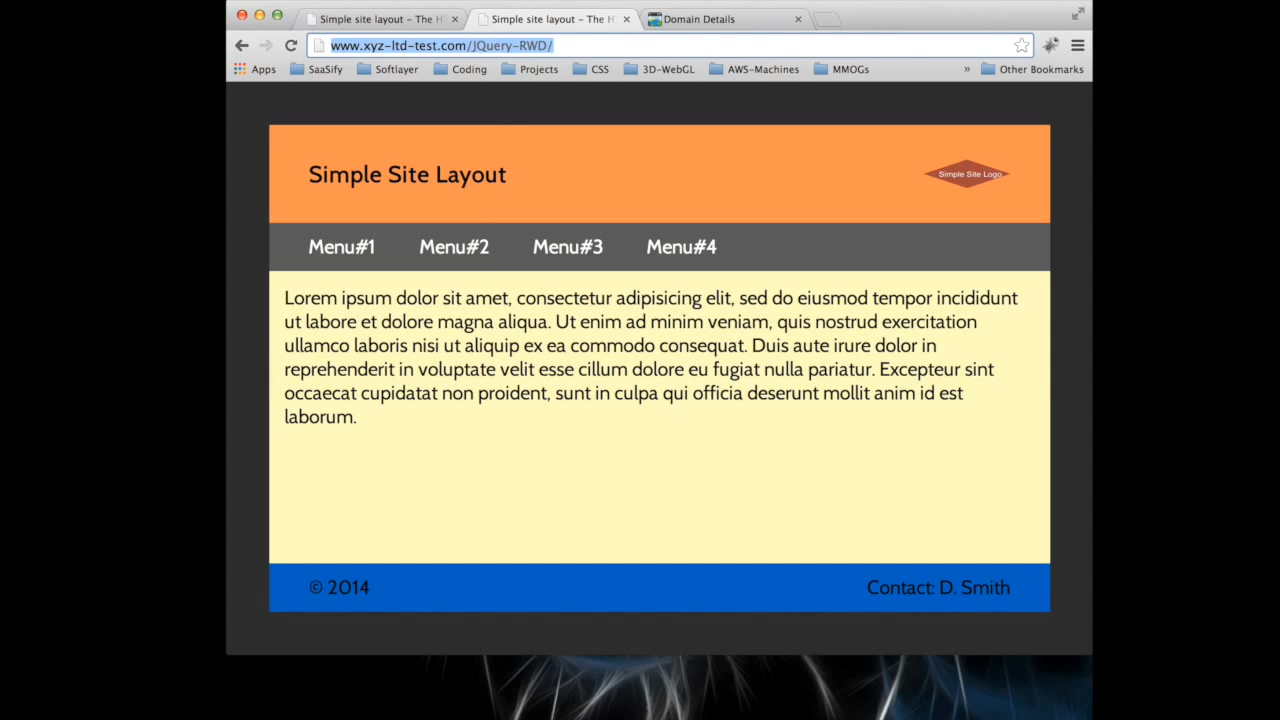 Simple site layout – The H
Simple site layout – The H
Domain Details
www.xyz-ltd-test.com/JQuery-RWD/
Apps SaaSify Softlayer Coding Projects CSS 3D-WebGL AWS-Machines MMOGs » Other Bookmarks
Simple Site Layout
Simple Site Logo
Menu#1 Menu#2 Menu#3 Menu#4
Lorem ipsum dolor sit amet, consectetur adipisicing elit, sed do eiusmod tempor incididunt
ut labore et dolore magna aliqua. Ut enim ad minim veniam, quis nostrud exercitation
ullamco laboris nisi ut aliquip ex ea commodo consequat. Duis aute irure dolor in
reprehenderit in voluptate velit esse cillum dolore eu fugiat nulla pariatur. Excepteur sint
occaecat cupidatat non proident, sunt in culpa qui officia deserunt mollit anim id est
laborum.
© 2014
Contact: D. Smith